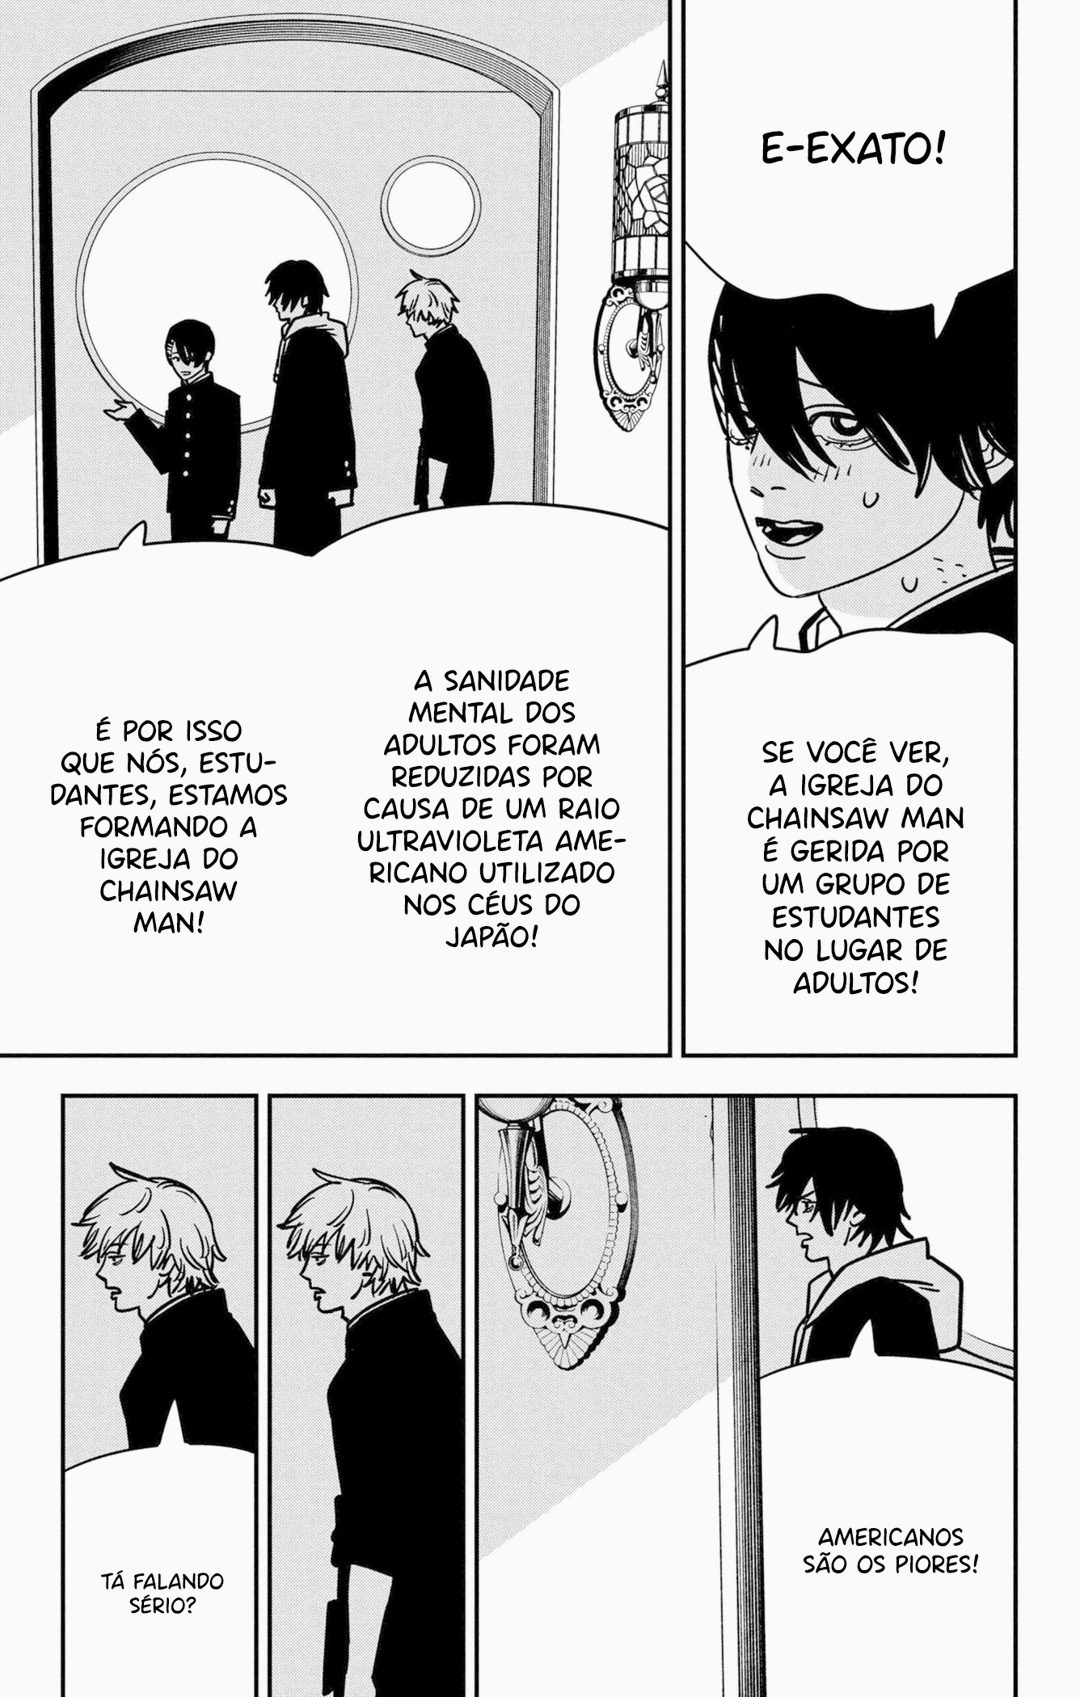 E-EXATO!
SE VOCÊ VER,
A IGREJA DO
CHAINSAW MAN
É GERIDA POR
UM GRUPO DE
ESTUDANTES
NO LUGAR DE
ADULTOS!
A SANIDADE
MENTAL DOS
ADULTOS FORAM
REDUZIDAS POR
CAUSA DE UM RAIO
ULTRAVIOLETA AME-
RICANO UTILIZADO
NOS CÉUS DO
JAPÃO!
É POR ISSO
QUE NÓS, ESTU-
DANTES, ESTAMOS
FORMANDO A
IGREJA DO
CHAINSAW
MAN!
AMERICANOS
SÃO OS PIORES!
TÁ FALANDO
SÉRIO?